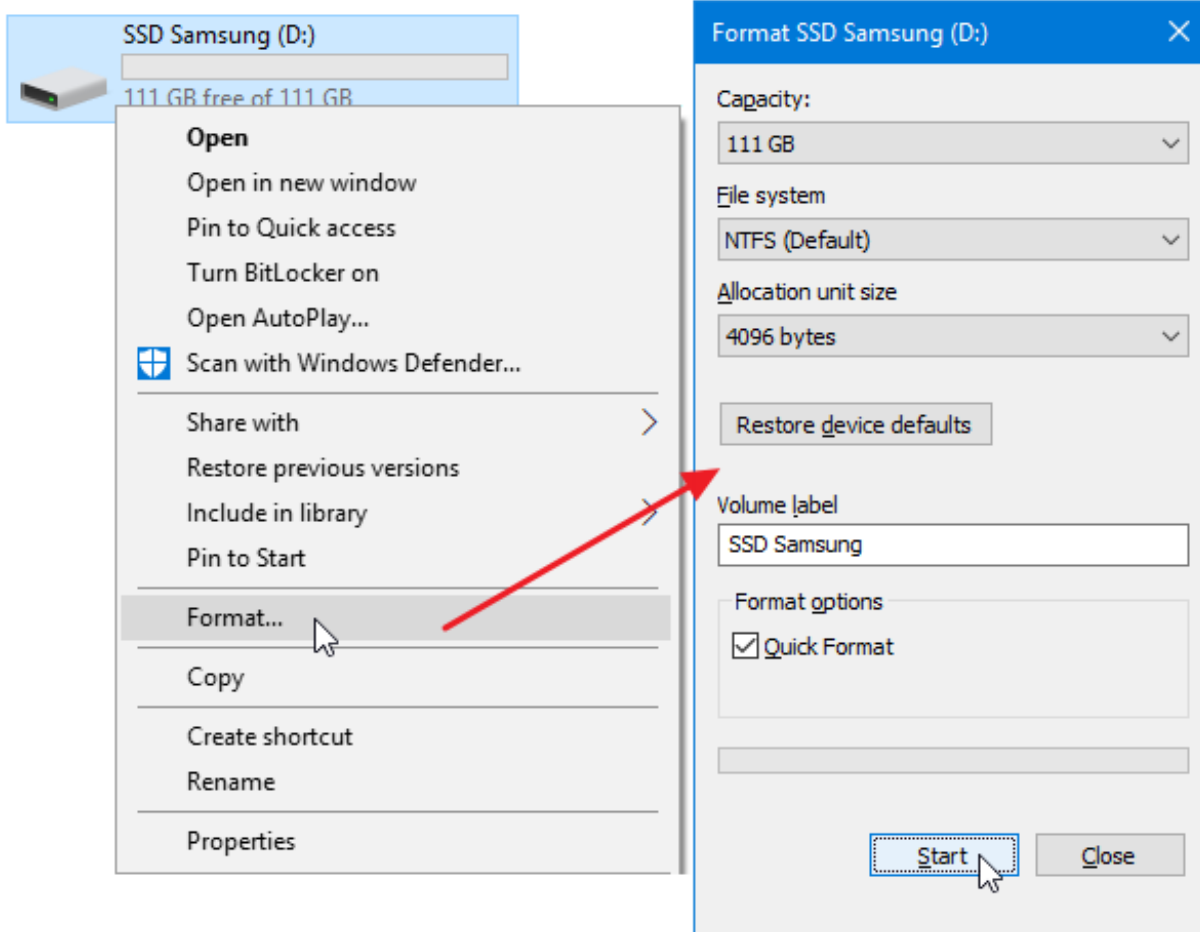 SSD Samsung (D:)
111 GB free of 111 GB
Open
Open in new window
Pin to Quick access
Turn BitLocker on
Open AutoPlay...
Scan with Windows Defender...
Share with
Restore previous versions
Include in library
Pin to Start
Format...
Copy
Create shortcut
Rename
Properties
Format SSD Samsung (D:)
Capacity:
111 GB
File system
NTFS (Default)
Allocation unit size
4096 bytes
Restore device defaults
Volume label
SSD Samsung
Format options
Quick Format
Start
Close